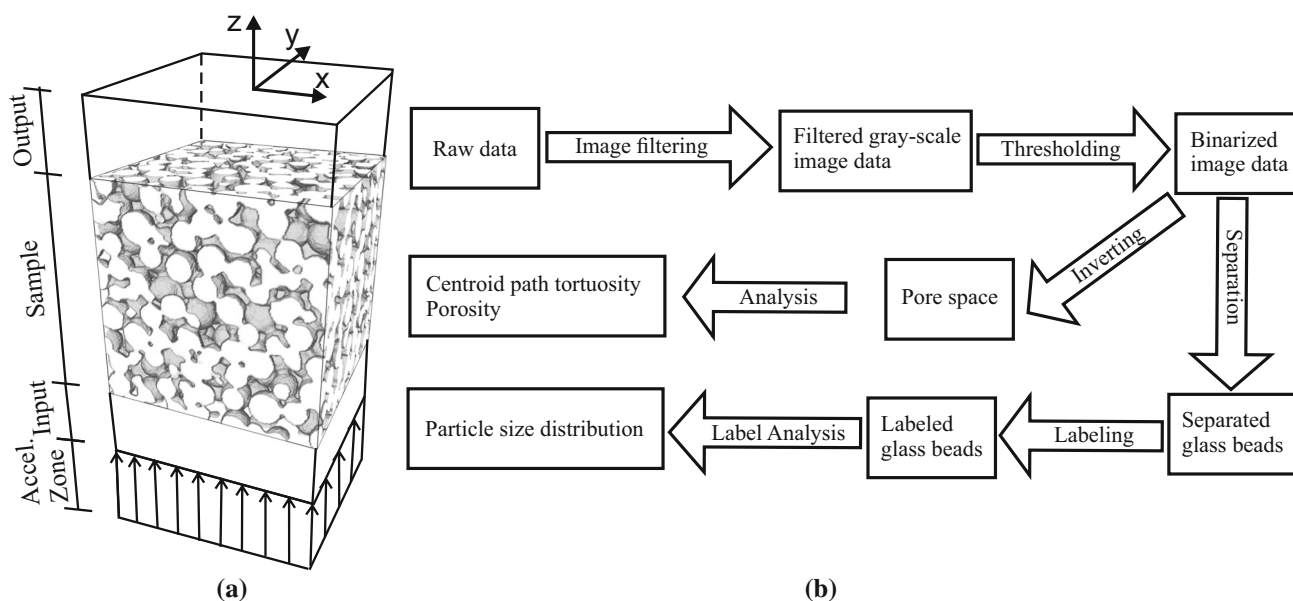 z
y
x
Output
Sample
Input
Accel.
Zone
(a)
Raw data
Image filtering
Filtered gray-scale
image data
Thresholding
Binarized
image data
Inverting
Separation
Pore space
Analysis
Centroid path tortuosity
Porosity
Separated
glass beads
Labeling
Labeled
glass beads
Label Analysis
Particle size distribution
(b)